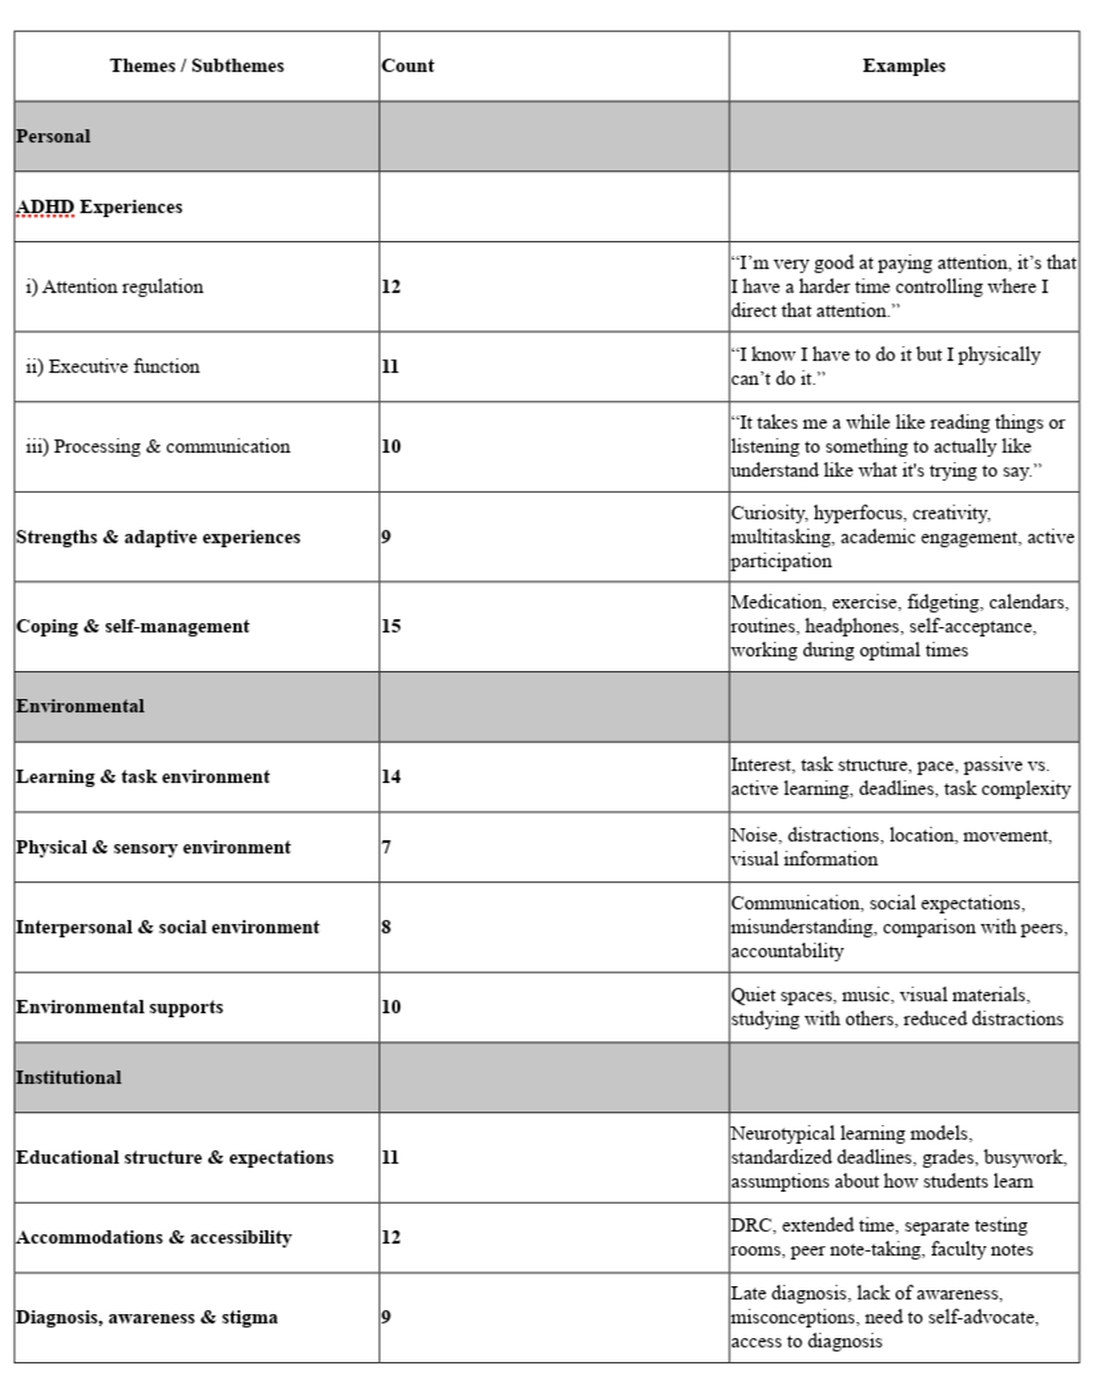 Themes / Subthemes
Count
Examples
Personal
ADHD Experiences
i) Attention regulation
12
“I’m very good at paying attention, it’s that
I have a harder time controlling where I
direct that attention.”
ii) Executive function
11
“I know I have to do it but I physically
can’t do it.”
iii) Processing & communication
10
“It takes me a while like reading things or
listening to something to actually like
understand like what it's trying to say.”
Strengths & adaptive experiences
9
Curiosity, hyperfocus, creativity,
multitasking, academic engagement, active
participation
Coping & self-management
15
Medication, exercise, fidgeting, calendars,
routines, headphones, self-acceptance,
working during optimal times
Environmental
Learning & task environment
14
Interest, task structure, pace, passive vs.
active learning, deadlines, task complexity
Physical & sensory environment
7
Noise, distractions, location, movement,
visual information
Interpersonal & social environment
8
Communication, social expectations,
misunderstanding, comparison with peers,
accountability
Environmental supports
10
Quiet spaces, music, visual materials,
studying with others, reduced distractions
Institutional
Educational structure & expectations
11
Neurotypical learning models,
standardized deadlines, grades, busywork,
assumptions about how students learn
Accommodations & accessibility
12
DRC, extended time, separate testing
rooms, peer note-taking, faculty notes
Diagnosis, awareness & stigma
9
Late diagnosis, lack of awareness,
misconceptions, need to self-advocate,
access to diagnosis